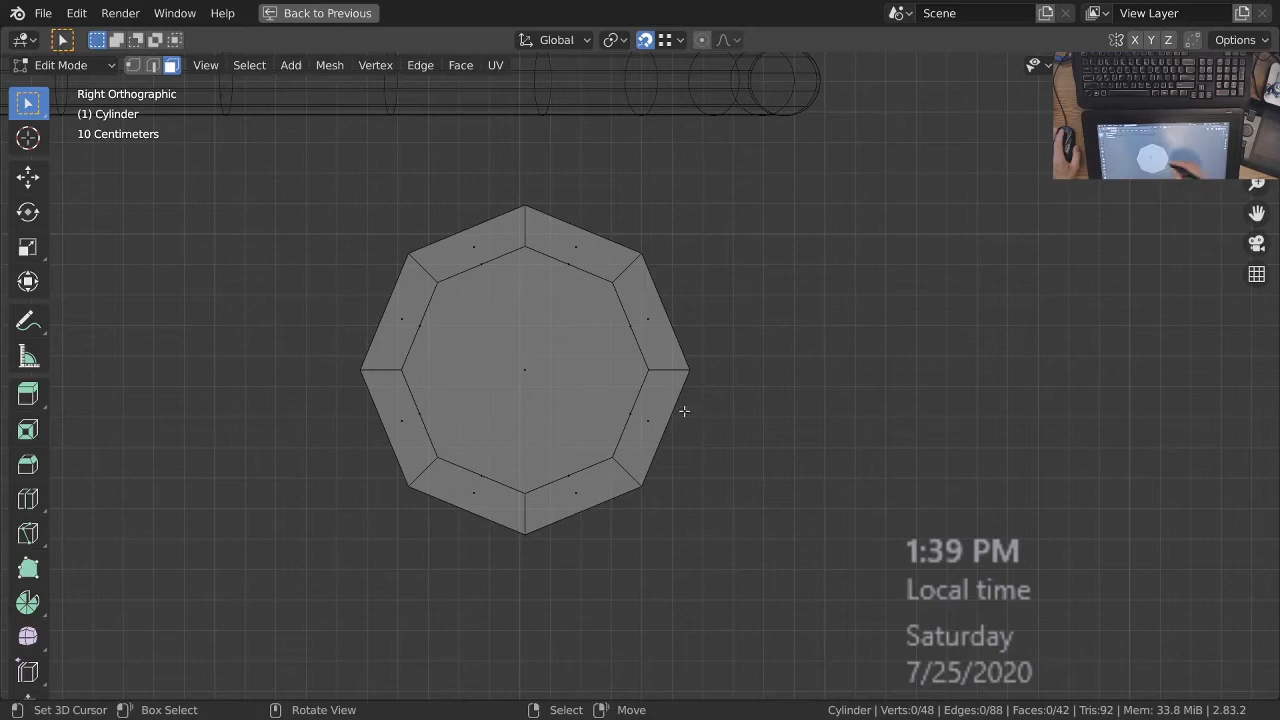 File Edit Render Window Help Back to Previous Scene View Layer
Global X Y Z Options
Edit Mode View Select Add Mesh Vertex Edge Face UV
Right Orthographic
(1) Cylinder
10 Centimeters
1:39 PM
Local time
Saturday
7/25/2020
Set 3D Cursor Box Select Rotate View Select Move Cylinder | Verts:0/48 | Edges:0/88 | Faces:0/42 | Tris:92 | Mem: 33.8 MiB | 2.83.2